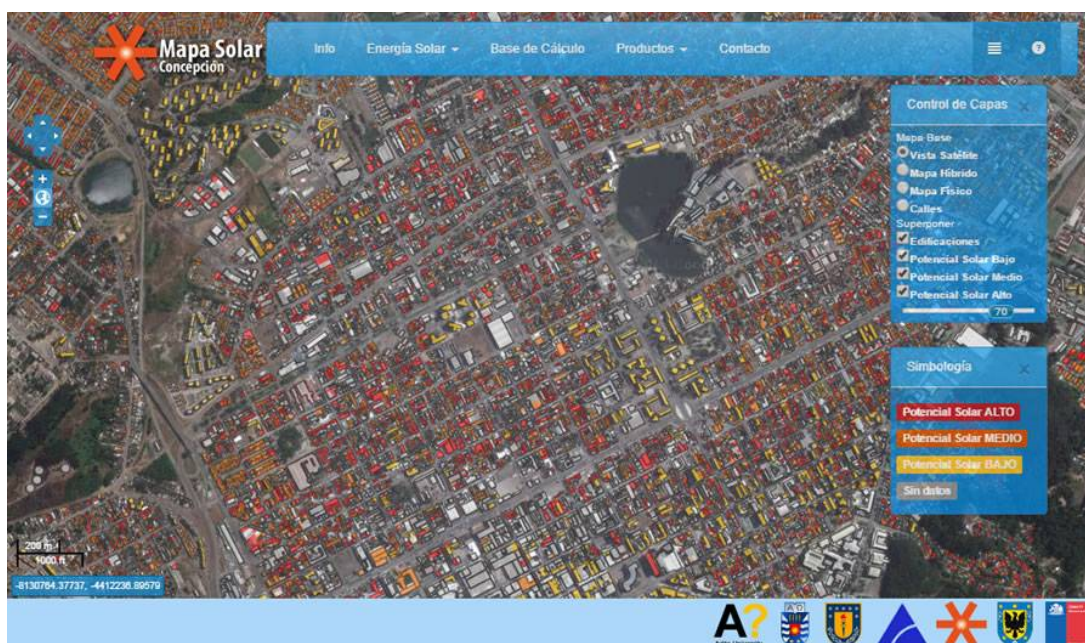 Mapa Solar
Concepción
Info
Energía Solar
Base de Cálculo
Productos
Contacto
?
Control de Capas
Mapa Base
Vista Satélite
Mapa Híbrido
Mapa Físico
Calles
Superponer
Edificaciones
Potencial Solar Bajo
Potencial Solar Medio
Potencial Solar Alto
70
Simbología
Potencial Solar ALTO
Potencial Solar MEDIO
Potencial Solar BAJO
Sin datos
200 m
1000 ft
-8130764.37737, -4412236.89579
A?